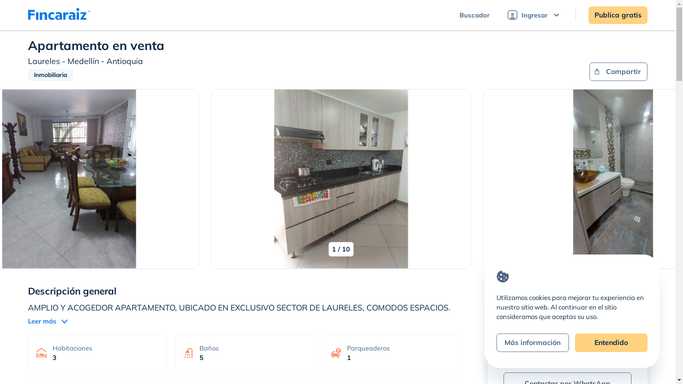 Fincaraíz
Buscador
Ingresar
Publica gratis
Apartamento en venta
Laureles - Medellín - Antioquia
Inmobiliaria
Compartir
1 / 10
Descripción general
AMPLIO Y ACOGEDOR APARTAMENTO, UBICADO EN EXCLUSIVO SECTOR DE LAURELES, COMODOS ESPACIOS.
Leer más
Habitaciones
3
Baños
5
Parqueaderos
1
Utilizamos cookies para mejorar tu experiencia en
nuestro sitio web. Al continuar en el sitio
consideramos que aceptas su uso.
Más información
Entendido
Contactar por WhatsApp